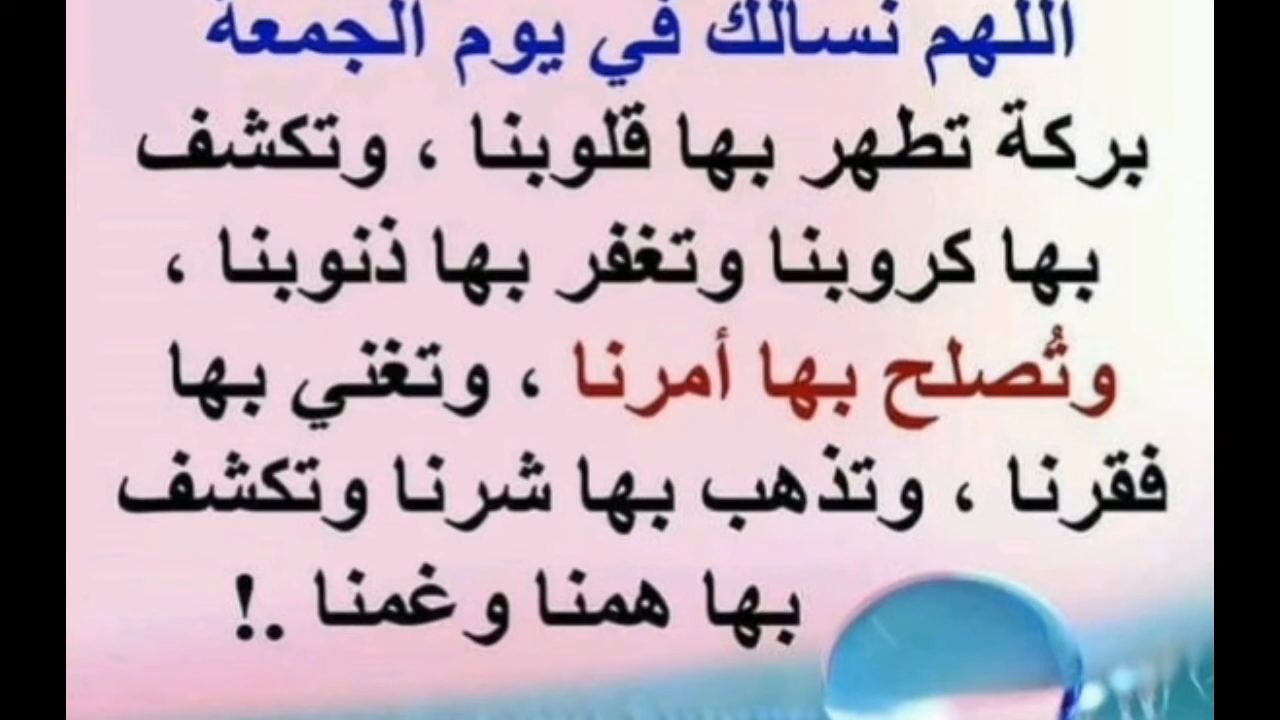 اللهم نسالك في يوم الجمعة
بركة تطهر بها قلوبنا ، وتكشف
بها كروبنا وتغفر بها ذنوبنا ،
وتُصلح بها أمرنا ، وتغني بها
فقرنا ، وتذهب بها شرنا وتكشف
بها همنا وغمنا .!